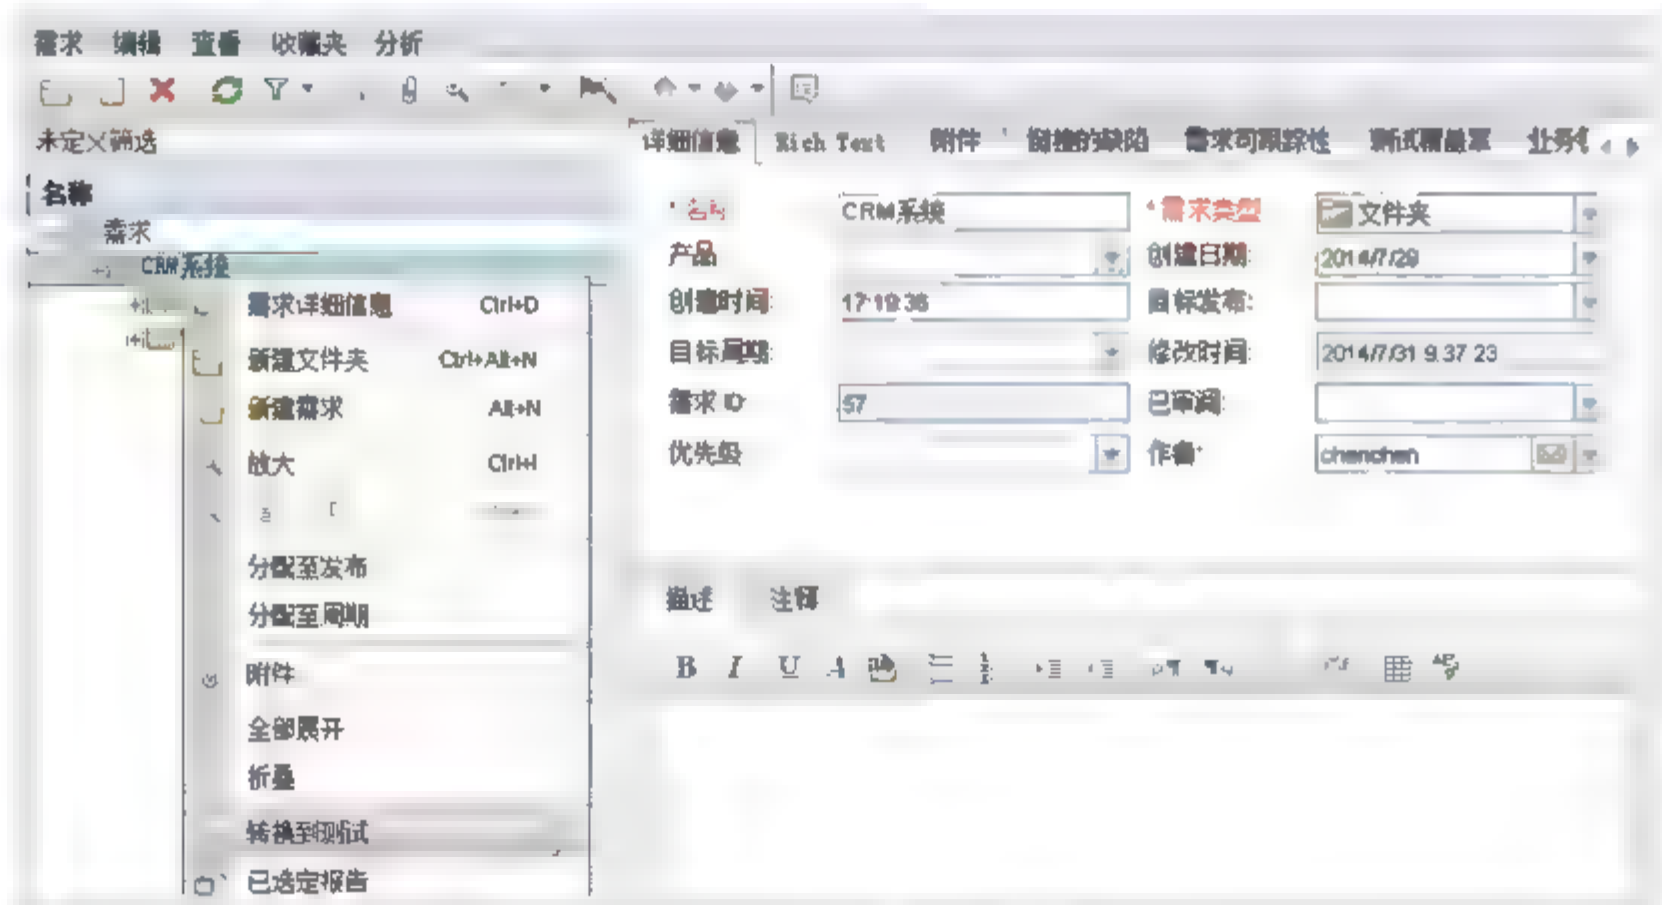 需求 编辑 查看 收藏夹 分析
未定义筛选
详细信息 Rich Text 附件 链接的缺陷 需求可跟踪性 测试覆盖率
名称
需求
CRM系统
需求详细信息 Ctrl+D
新建文件夹 Ctrl+Alt+N
新建需求 Alt+N
放大 Ctrl+I
分配至发布
分配至周期
附件
全部展开
折叠
转换到测试
已选定报告
*名称 CRM系统 *需求类型 文件夹
产品 创建日期: 2014/7/29
创建时间: 17:19:36 目标发布:
目标周期: 修改时间: 2014/7/31 9:37:23
需求 ID 57 已审阅:
优先级 作者: chenchen
描述 注释
B I U A